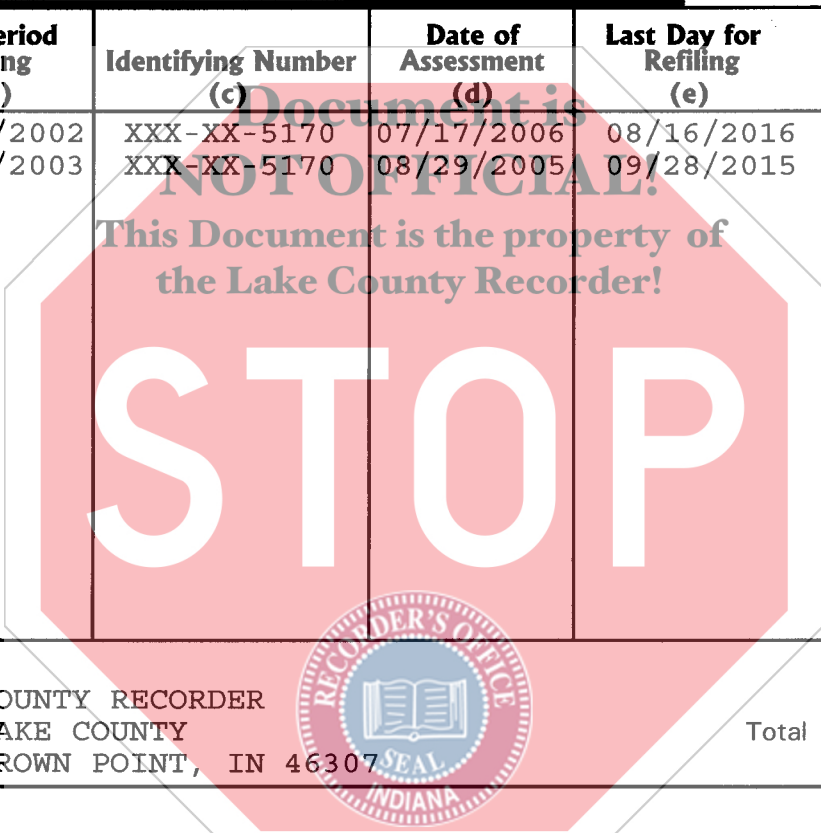 eriod
ng
)
Identifying Number
(c)
Date of
Assessment
(d)
Last Day for
Refiling
(e)
/2002 XXX-XX-5170 07/17/2006 08/16/2016
/2003 XXX-XX-5170 08/29/2005 09/28/2015
Document is
NOT OFFICIAL!
This Document is the property of
the Lake County Recorder!
STOP
OUNTY RECORDER
AKE COUNTY
ROWN POINT, IN 46307
Total
RECORDER'S OFFICE
SEAL
INDIANA